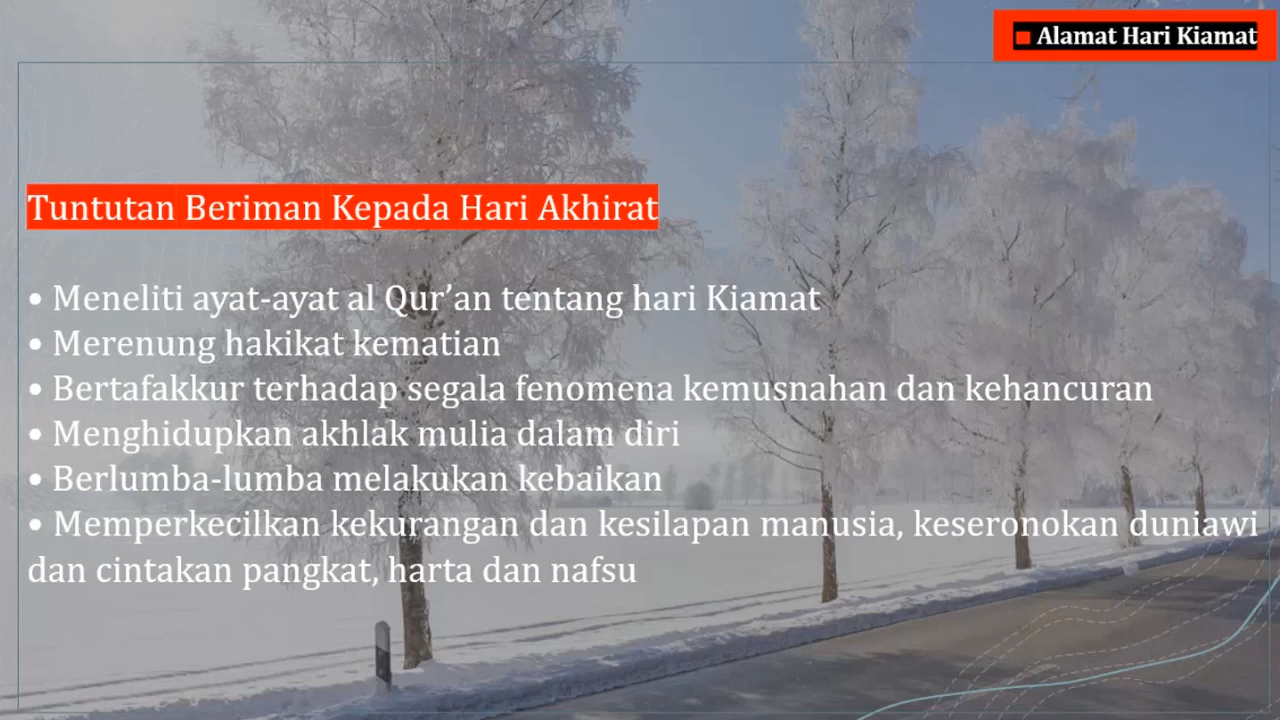 ■ Alamat Hari Kiamat
Tuntutan Beriman Kepada Hari Akhirat
• Meneliti ayat-ayat al Qur’an tentang hari Kiamat
• Merenung hakikat kematian
• Bertafakkur terhadap segala fenomena kemusnahan dan kehancuran
• Menghidupkan akhlak mulia dalam diri
• Berlumba-lumba melakukan kebaikan
• Memperkecilkan kekurangan dan kesilapan manusia, keseronokan duniawi
dan cintakan pangkat, harta dan nafsu